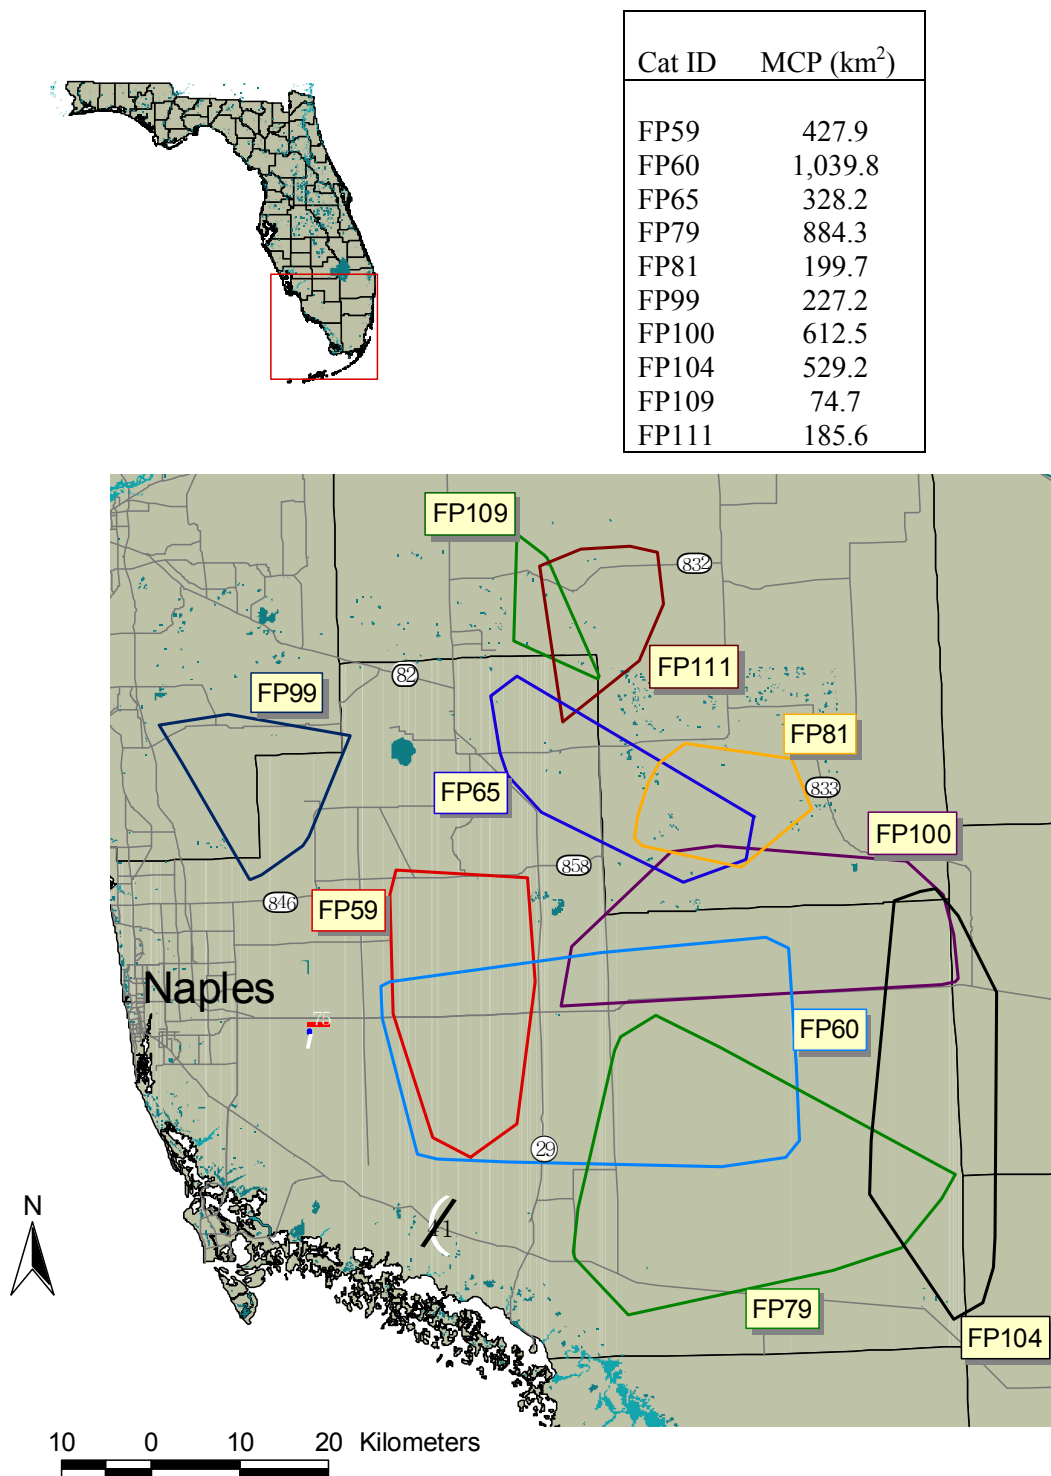 Cat ID MCP (km²)
FP59 427.9
FP60 1,039.8
FP65 328.2
FP79 884.3
FP81 199.7
FP99 227.2
FP100 612.5
FP104 529.2
FP109 74.7
FP111 185.6
FP109
832
82
FP111
FP99
FP81
FP65
833
FP100
858
846
FP59
Naples
75
FP60
29
N
41
FP79
FP104
10 0 10 20 Kilometers